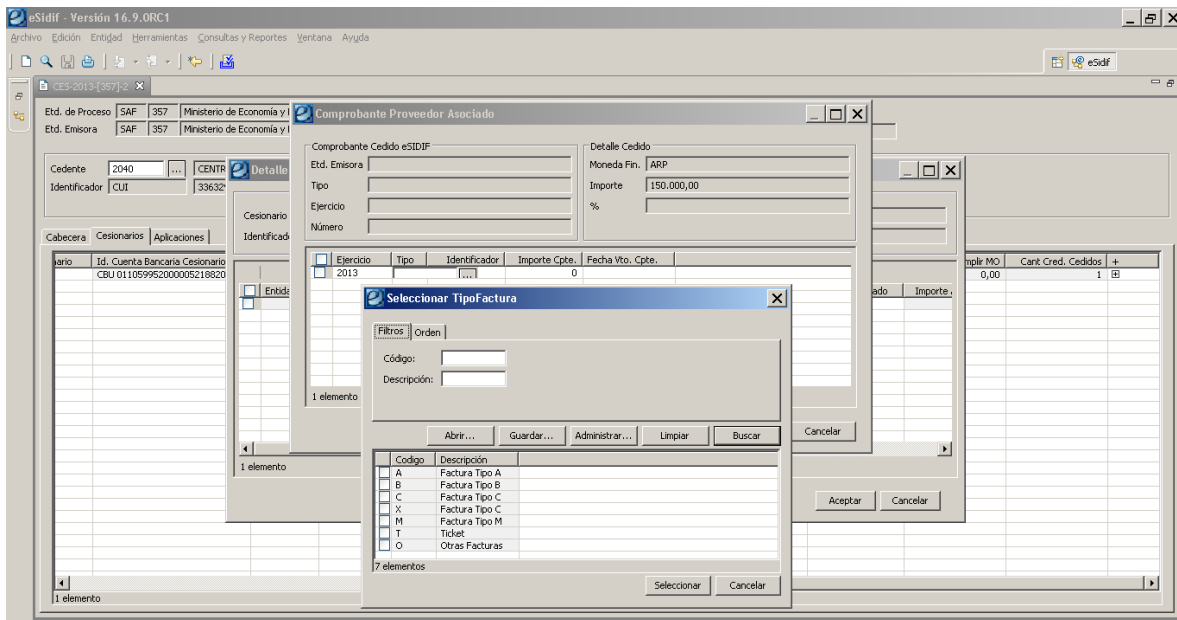 eSidif - Versión 16.9.0RC1
Archivo Edición Entidad Herramientas Consultas y Reportes Ventana Ayuda
eSidif
CES-2013-[357]-2
Etd. de Proceso SAF 357 Ministerio de Economía y
Etd. Emisora SAF 357 Ministerio de Economía y
Cedente 2040 ... CENTR
Identificador CUI 33632
Cabecera Cesionarios Aplicaciones
ario Id. Cuenta Bancaria Cesionario
CBU 011059952000005218820
mplir MO Cant Cred. Cedidos +
0,00 1
1 elemento
Detalle
Cesionario
Identificad
Entida
ado Importe
1 elemento
Aceptar Cancelar
Comprobante Proveedor Asociado
Comprobante Cedido eSIDIF
Etd. Emisora
Tipo
Ejercicio
Número
Detalle Cedido
Moneda Fin. ARP
Importe 150.000,00
%
Ejercicio Tipo Identificador Importe Cpte. Fecha Vto. Cpte.
2013 ... 0
1 elemento
Cancelar
Seleccionar TipoFactura
Filtros Orden
Código:
Descripción:
Abrir... Guardar... Administrar... Limpiar Buscar
Codigo Descripción
A Factura Tipo A
B Factura Tipo B
C Factura Tipo C
X Factura Tipo C
M Factura Tipo M
T Ticket
O Otras Facturas
7 elementos
Seleccionar Cancelar